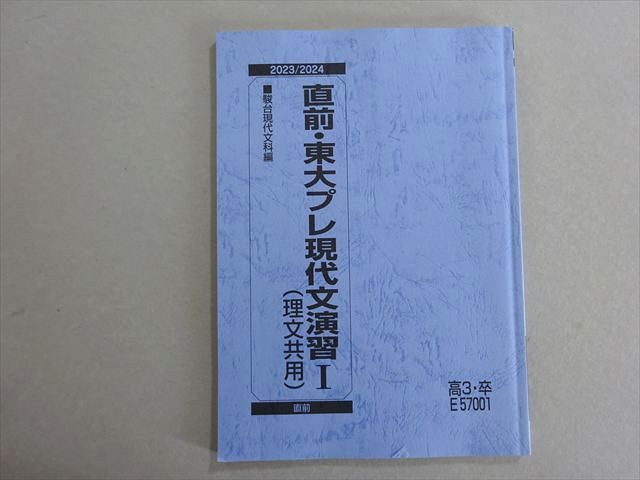 2023/2024
直前・東大プレ現代文演習Ⅰ
(理文共用)
■駿台現代文科編
直前
高3・卒
E57001